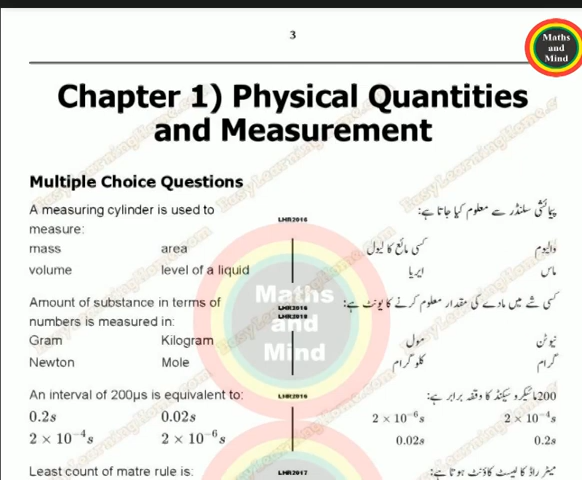 3
Maths
and
Mind
Chapter 1) Physical Quantities
and Measurement
Multiple Choice Questions
A measuring cylinder is used to
measure:
LHR2016
پیمائشی سلنڈر سے معلوم کیا جاتا ہے:
mass area کسی مائع کا لیول والیوم
volume level of a liquid ایریا ماس
Maths
and
Mind
Amount of substance in terms of
numbers is measured in:
LHR2016
LHR2018
کسی شے میں مادے کی مقدار معلوم کرنے کا یونٹ ہے:
Gram Kilogram مول نیوٹن
Newton Mole کلوگرام گرام
An interval of 200μs is equivalent to: LHR2016 200مائیکرو سیکنڈ کا وقفہ برابر ہے:
0.2s 0.02s 2 × 10⁻⁶s 2 × 10⁻⁴s
2 × 10⁻⁴s 2 × 10⁻⁶s 0.02s 0.2s
Least count of matre rule is: LHR2017 میٹر راڈ کا لیسٹ کاؤنٹ ہوتا ہے: